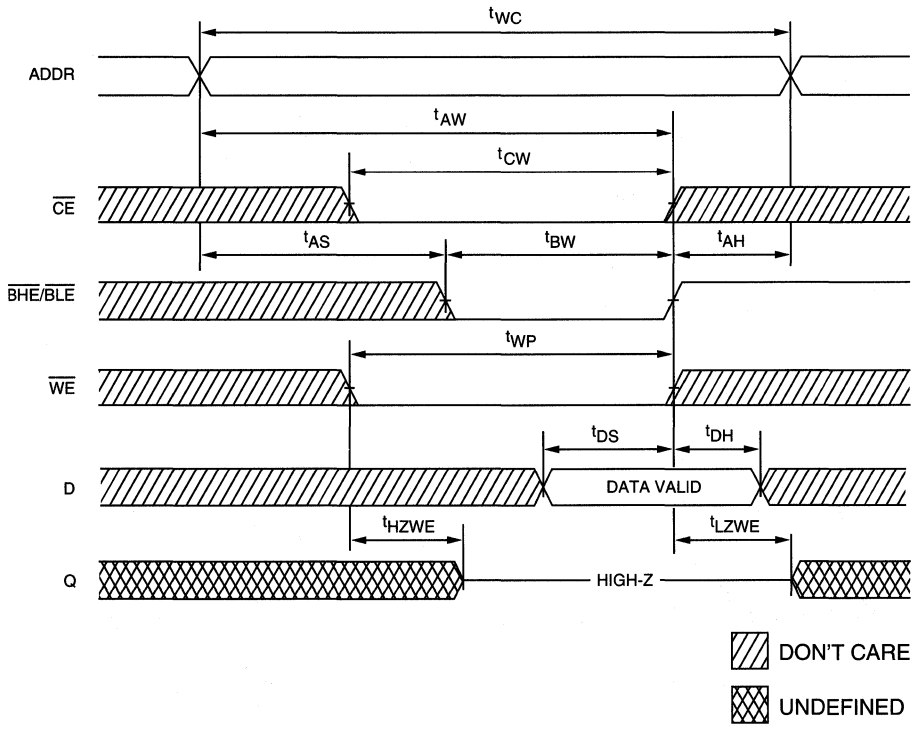 tWC
ADDR
tAW
tCW
CE
tAS tBW tAH
BHE/BLE
tWP
WE
tDS tDH
D DATA VALID
tHZWE tLZWE
Q HIGH-Z
DON'T CARE
UNDEFINED